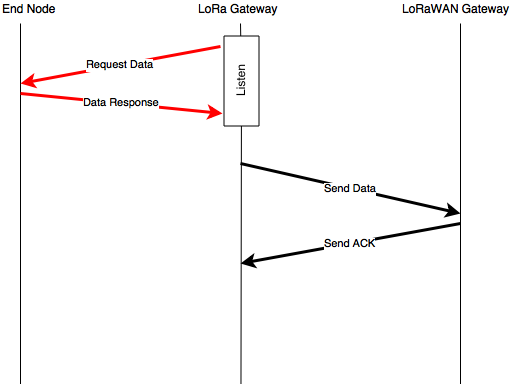 End Node
LoRa Gateway
LoRaWAN Gateway
Request Data
Listen
Data Response
Send Data
Send ACK